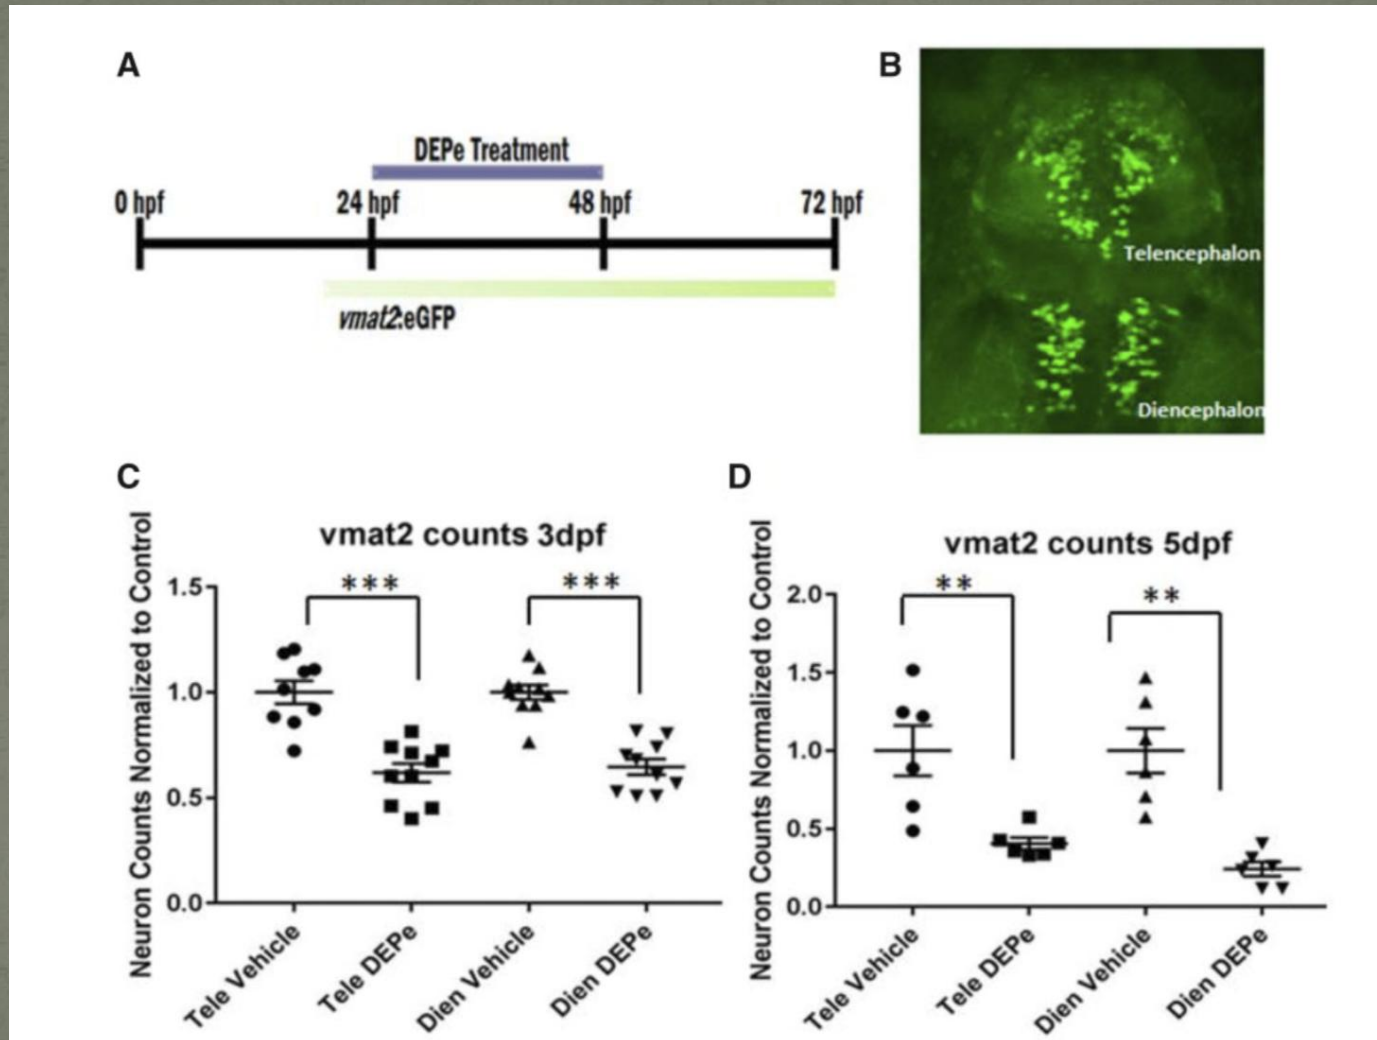 A
DEPe Treatment
0 hpf 24 hpf 48 hpf 72 hpf
vmat2:eGFP
B
Telencephalon
Diencephalon
C
vmat2 counts 3dpf
Neuron Counts Normalized to Control
1.5
1.0
0.5
0.0
***
***
Tele Vehicle
Tele DEPe
Dien Vehicle
Dien DEPe
D
vmat2 counts 5dpf
Neuron Counts Normalized to Control
2.0
1.5
1.0
0.5
0.0
**
**
Tele Vehicle
Tele DEPe
Dien Vehicle
Dien DEPe